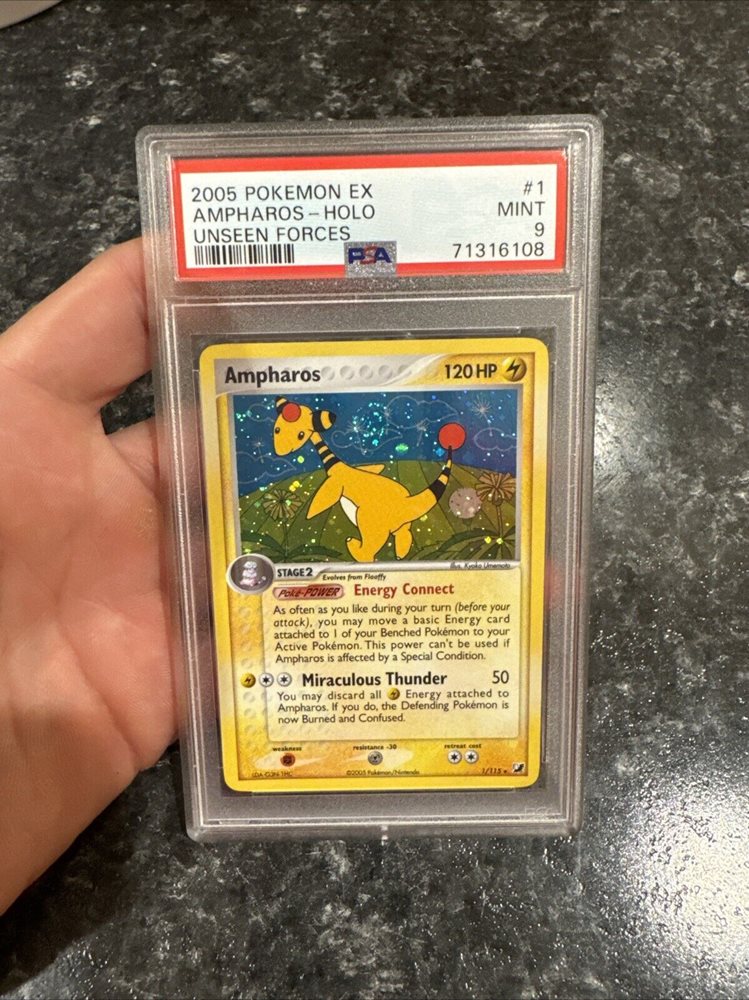 2005 POKEMON EX #1
AMPHAROS - HOLO MINT
UNSEEN FORCES 9
PSA 71316108
Ampharos 120 HP
Illus. Kyoko Umemoto
STAGE 2 Evolves from Flaaffy
Poké-POWER Energy Connect
As often as you like during your turn (before your
attack), you may move a basic Energy card
attached to 1 of your Benched Pokémon to your
Active Pokémon. This power can't be used if
Ampharos is affected by a Special Condition.
Miraculous Thunder 50
You may discard all Energy attached to
Ampharos. If you do, the Defending Pokémon is
now Burned and Confused.
weakness resistance -30 retreat cost
©2005 Pokémon/Nintendo 1/115